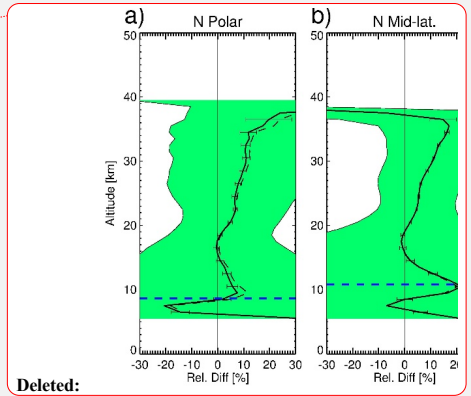 a) N Polar b) N Mid-lat.
50 50
40 40
30 30
20 20
10 10
0 0
Altitude [km]
-30 -20 -10 0 10 20 30 -30 -20 -10 0 10 20
Rel. Diff [%] Rel. Diff [%]
Deleted: